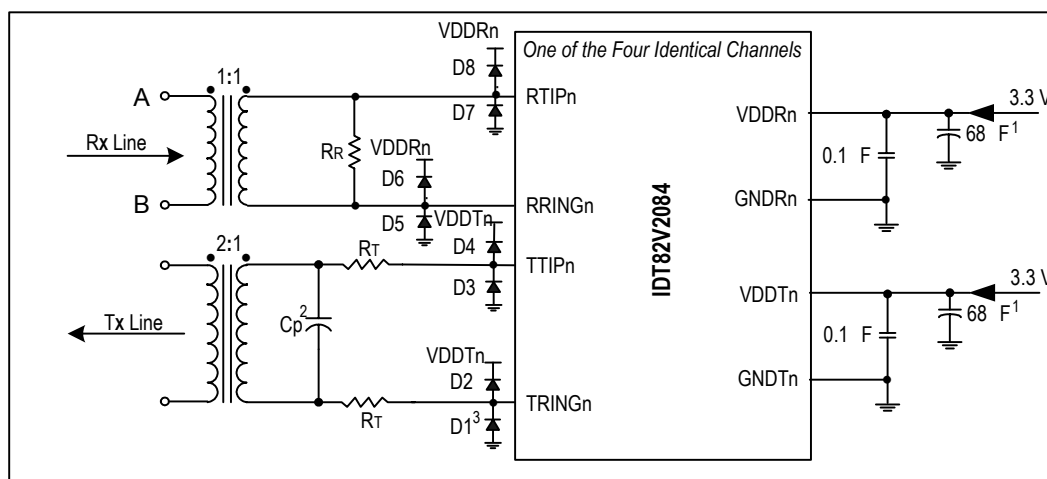 One of the Four Identical Channels
VDDRn
D8
1:1
A
RTIPn
D7
VDDRn
3.3 V
68 F1
Rx Line
RR
VDDRn
0.1 F
D6
B
RRINGn
GNDRn
D5
VDDTn
D4
2:1
RT
TTIPn
D3
IDT82V2084
VDDTn
3.3 V
68 F1
Tx Line
Cp2
0.1 F
VDDTn
D2
GNDTn
RT
TRINGn
D13